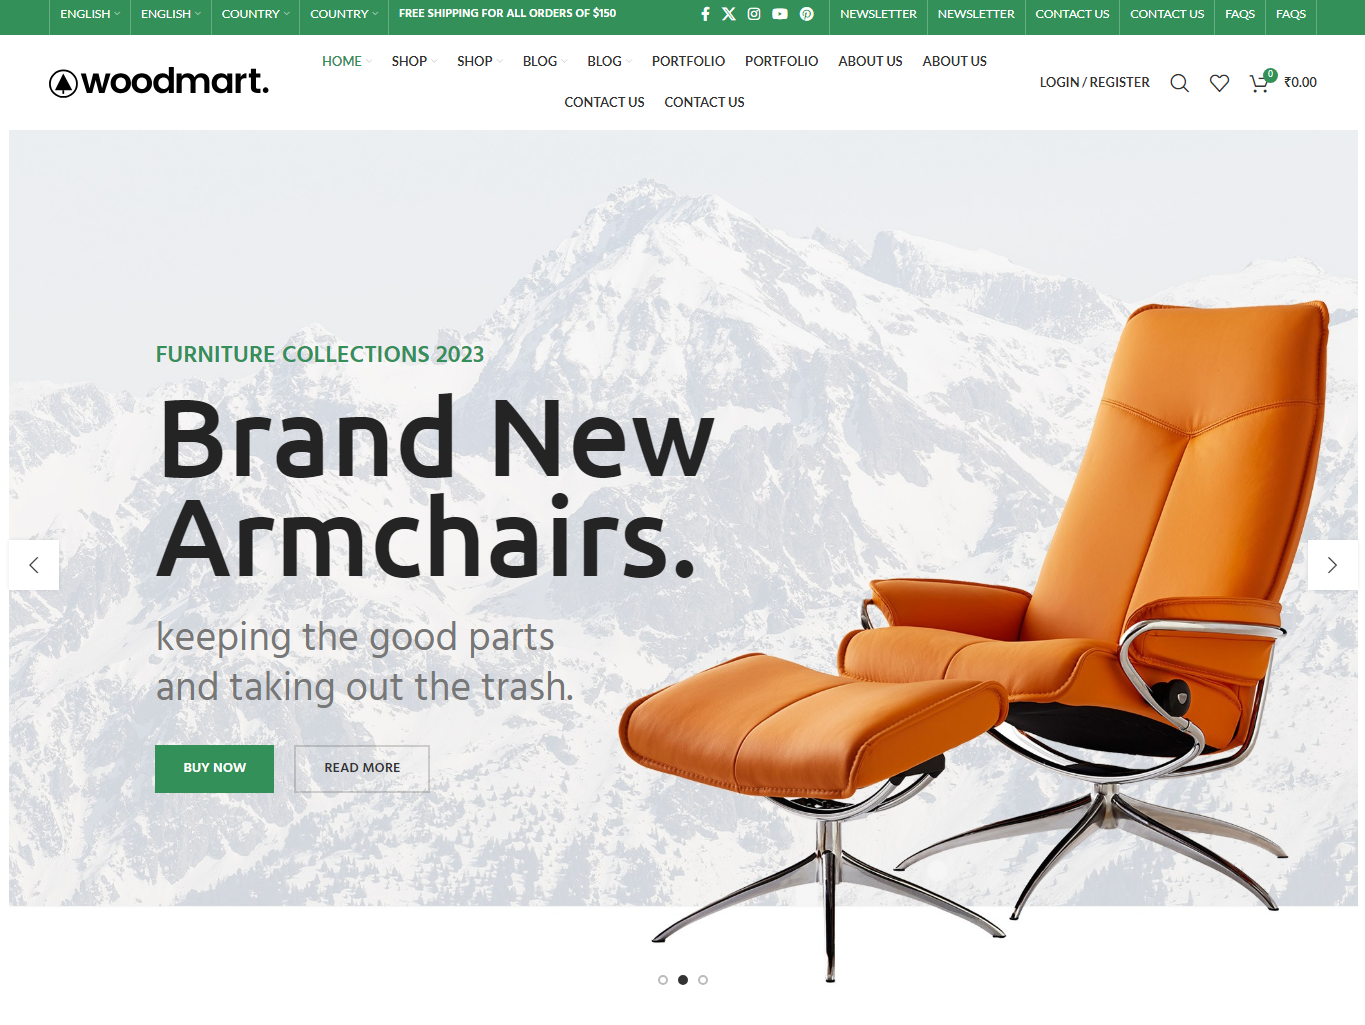 ENGLISH ENGLISH COUNTRY COUNTRY FREE SHIPPING FOR ALL ORDERS OF $150 NEWSLETTER NEWSLETTER CONTACT US CONTACT US FAQS FAQS
HOME SHOP SHOP BLOG BLOG PORTFOLIO PORTFOLIO ABOUT US ABOUT US
woodmart. LOGIN / REGISTER 0 ₹0.00
CONTACT US CONTACT US
FURNITURE COLLECTIONS 2023
Brand New
Armchairs.
keeping the good parts
and taking out the trash.
BUY NOW READ MORE